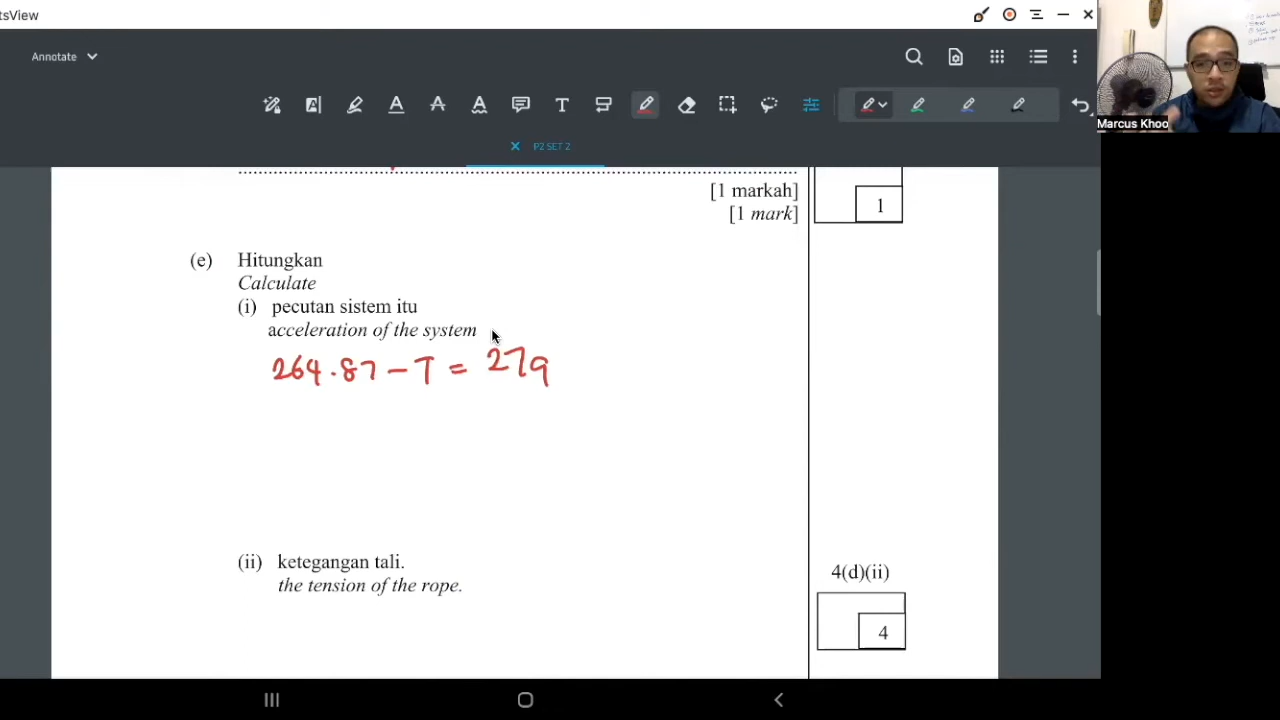 tsView
Annotate
P2 SET 2
Marcus Khoo
[1 markah]
[1 mark]
1
(e) Hitungkan
Calculate
(i) pecutan sistem itu
acceleration of the system
264.87 - T = 27a
(ii) ketegangan tali.
the tension of the rope.
4(d)(ii)
4